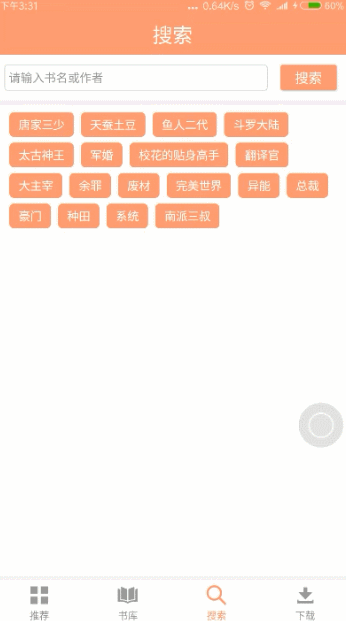 下午3:31 ... 0.64K/s 60%
搜索
请输入书名或作者 搜索
唐家三少 天蚕土豆 鱼人二代 斗罗大陆
太古神王 军婚 校花的贴身高手 翻译官
大主宰 余罪 废材 完美世界 异能 总裁
豪门 种田 系统 南派三叔
推荐 书库 搜索 下载